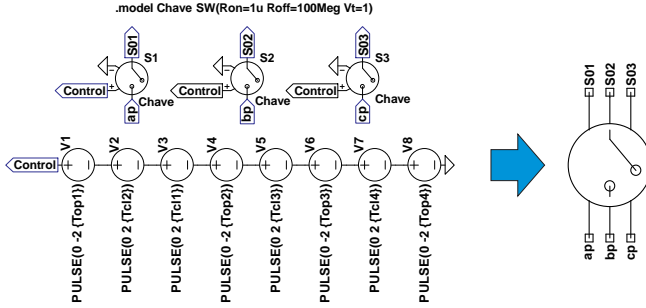 .model Chave SW(Ron=1u Roff=100Meg Vt=1)
S01
S02
S03
S1
S2
S3
Control
Control
Control
Chave
Chave
Chave
ap
bp
cp
V1
V2
V3
V4
V5
V6
V7
V8
Control
PULSE(0 -2 {Top1})
PULSE(0 2 {Tcl2})
PULSE(0 2 {Tcl1})
PULSE(0 -2 {Top2})
PULSE(0 2 {Tcl3})
PULSE(0 -2 {Top3})
PULSE(0 2 {Tcl4})
PULSE(0 -2 {Top4})
S01
S02
S03
ap
bp
cp